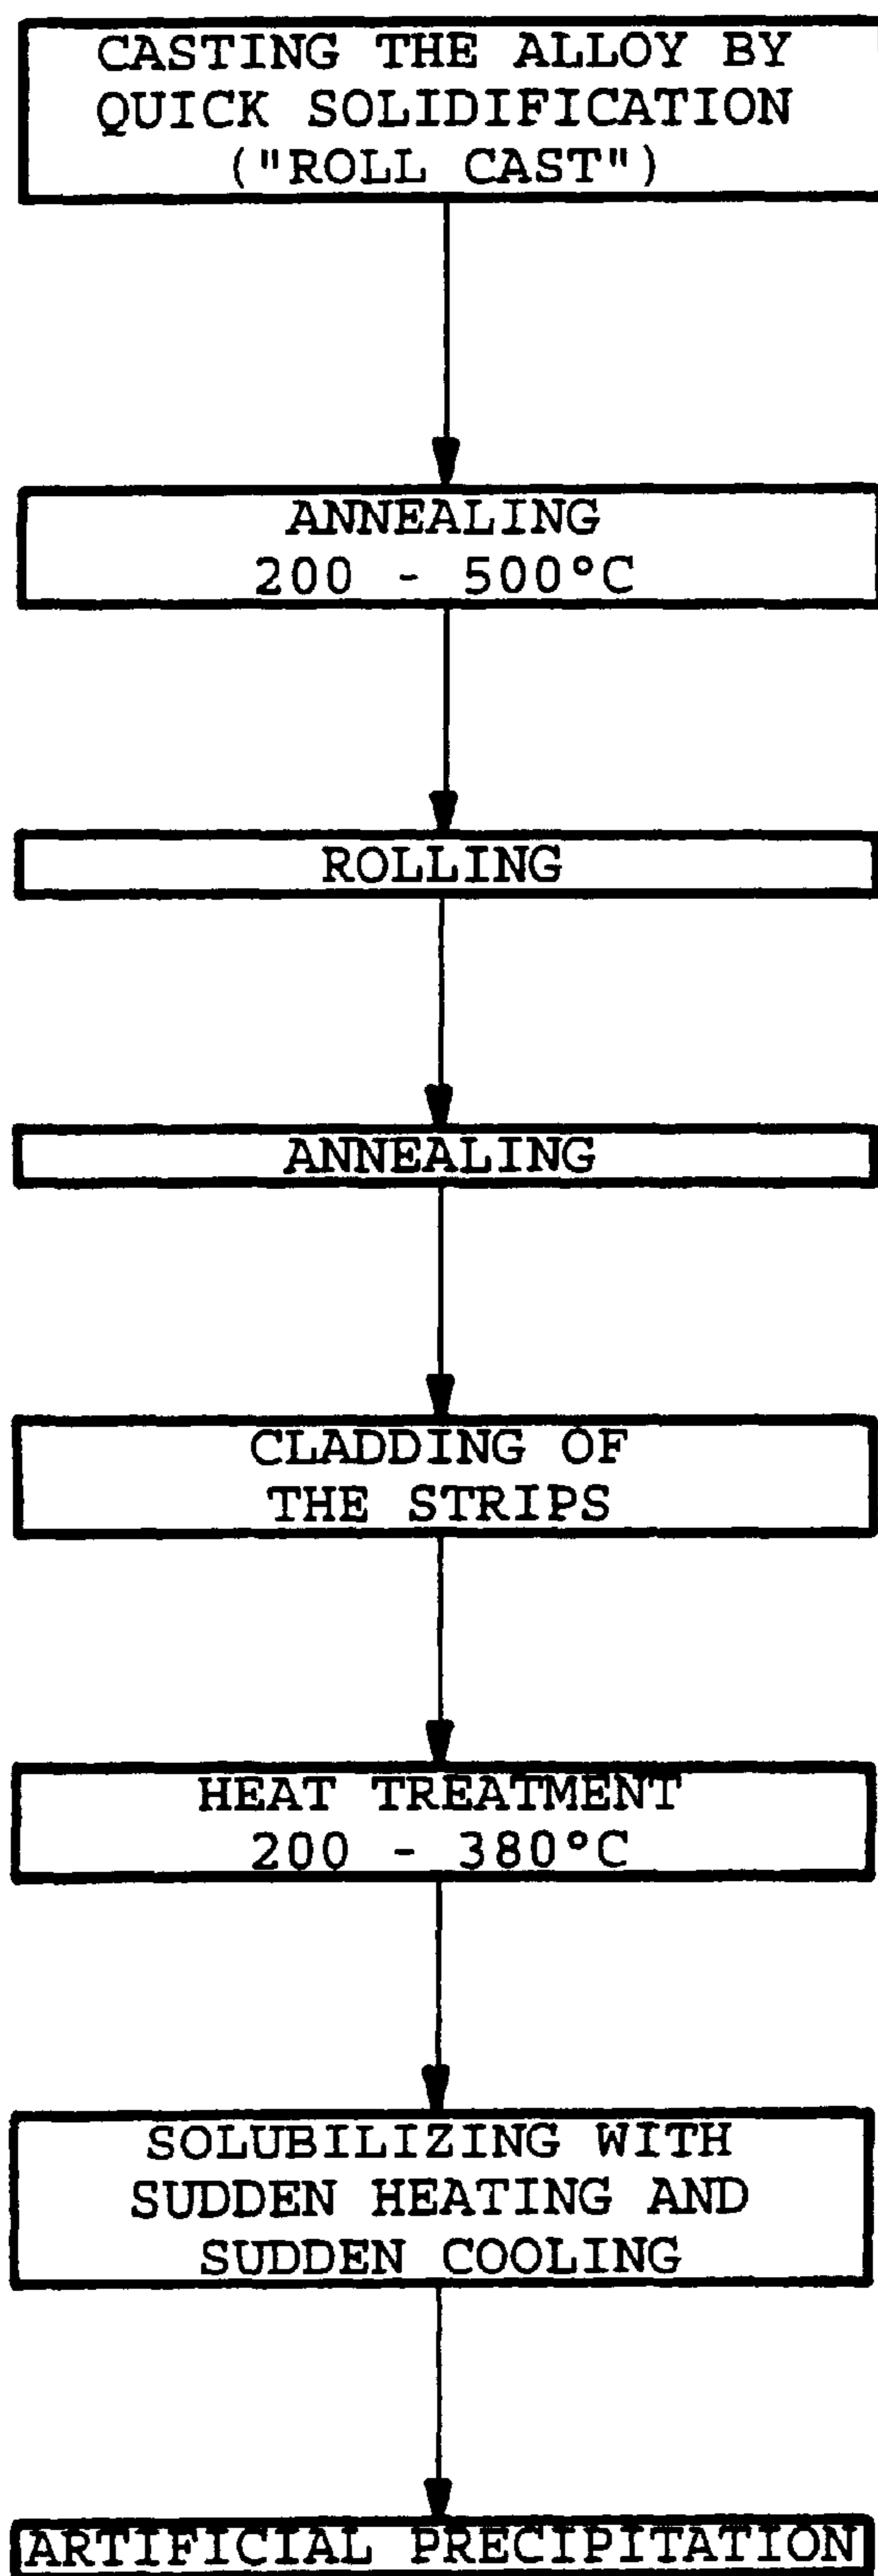 CASTING THE ALLOY BY
QUICK SOLIDIFICATION
("ROLL CAST")
ANNEALING
200 - 500°C
ROLLING
ANNEALING
CLADDING OF
THE STRIPS
HEAT TREATMENT
200 - 380°C
SOLUBILIZING WITH
SUDDEN HEATING AND
SUDDEN COOLING
ARTIFICIAL PRECIPITATION